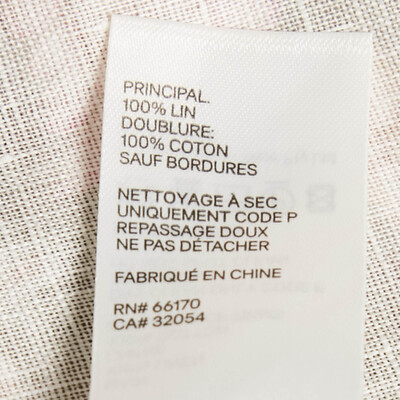 PRINCIPAL.
100% LIN
DOUBLURE:
100% COTON
SAUF BORDURES
NETTOYAGE À SEC
UNIQUEMENT CODE P
REPASSAGE DOUX
NE PAS DÉTACHER
FABRIQUÉ EN CHINE
RN# 66170
CA# 32054